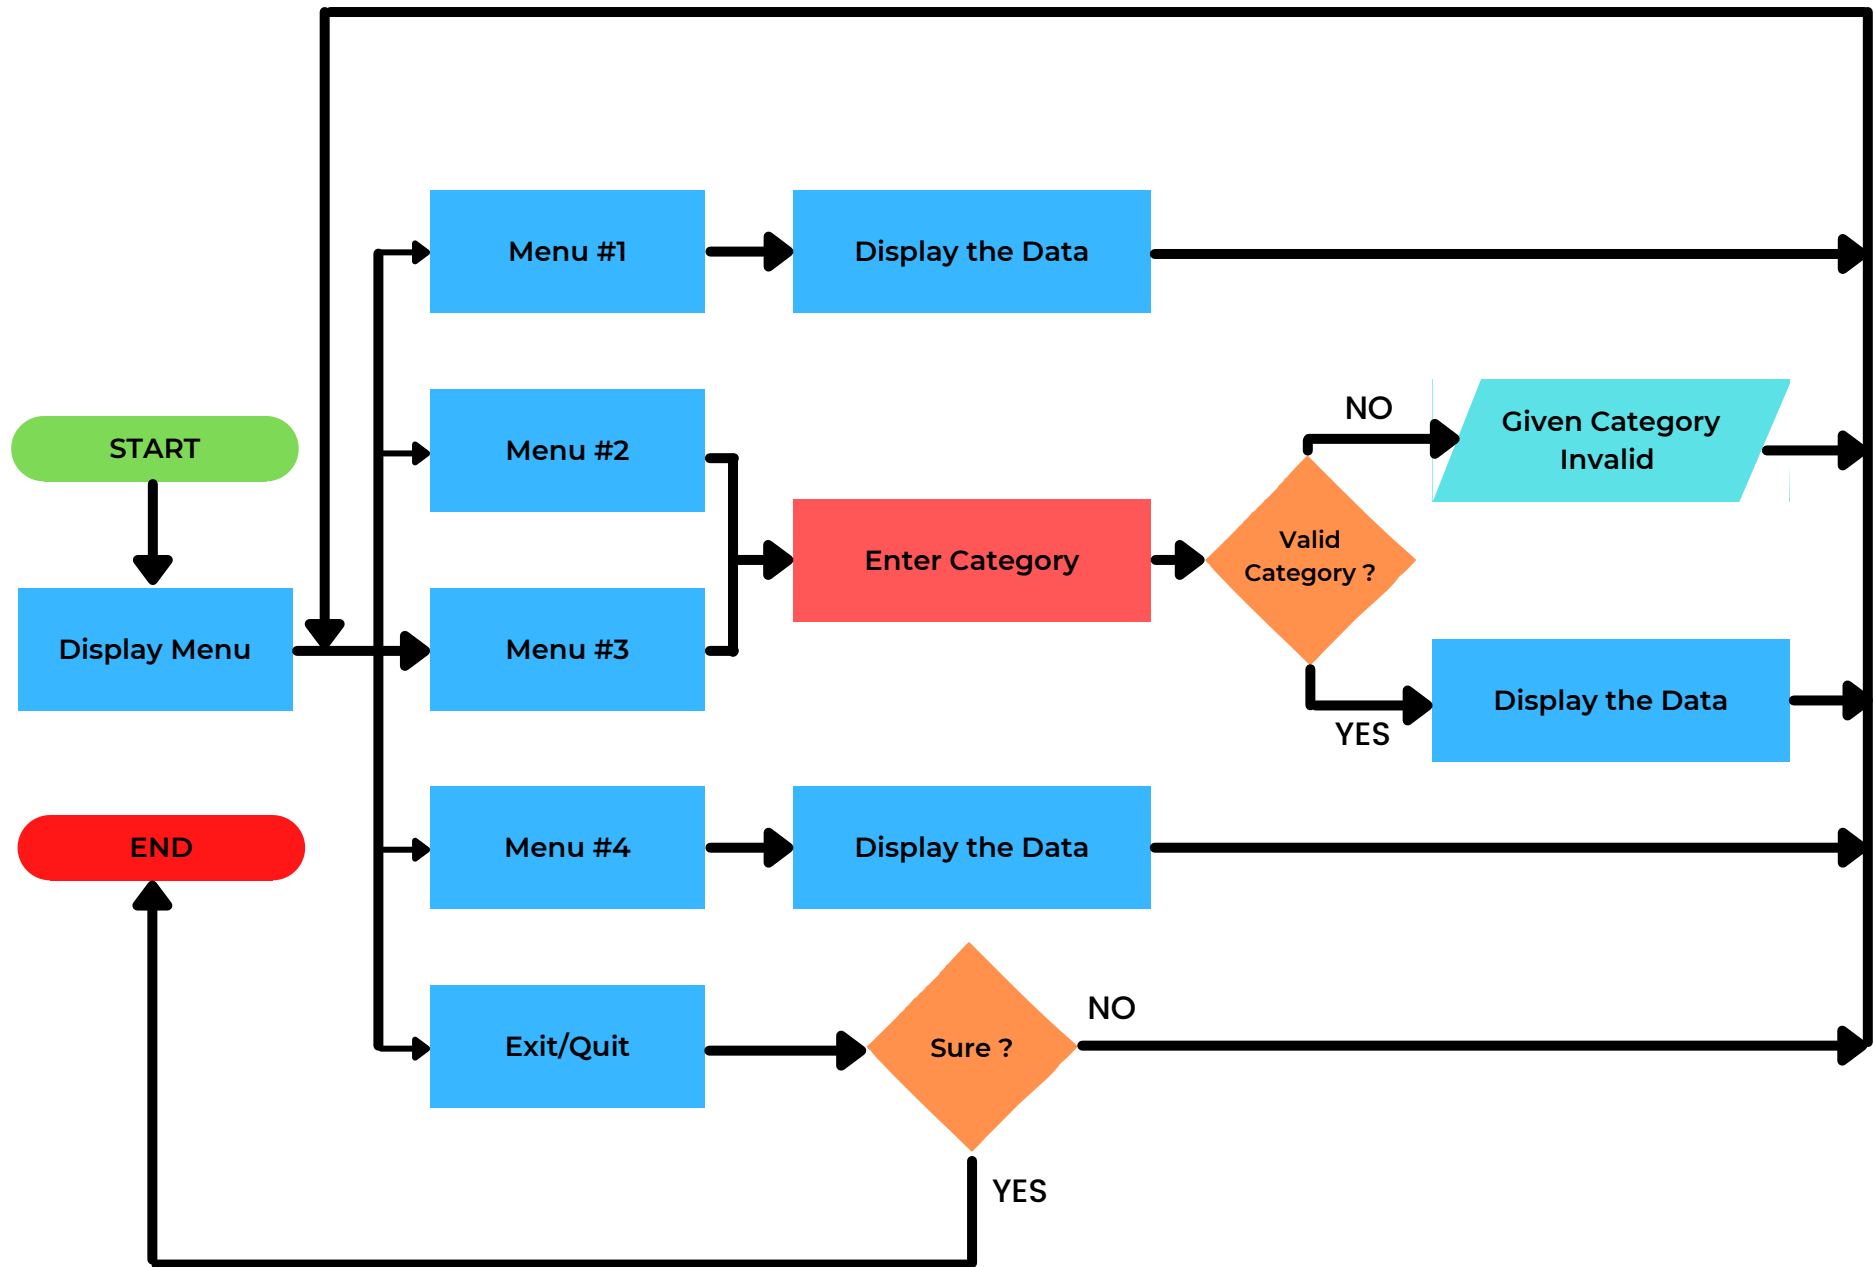 Menu #1
Display the Data
NO
Given Category
Invalid
START
Menu #2
Valid
Category ?
Enter Category
Display Menu
Menu #3
Display the Data
YES
END
Menu #4
Display the Data
NO
Exit/Quit
Sure ?
YES